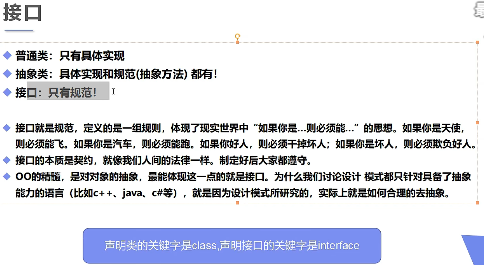 接口
普通类：只有具体实现
抽象类：具体实现和规范(抽象方法) 都有！
接口：只有规范！
接口就是规范，定义的是一组规则，体现了现实世界中“如果你是…则必须能…”的思想。如果你是天使，
则必须能飞。如果你是汽车，则必须能跑。如果你好人，则必须干掉坏人；如果你是坏人，则必须欺负好人。
接口的本质是契约，就像我们人间的法律一样。制定好后大家都遵守。
OO的精髓，是对对象的抽象，最能体现这一点的就是接口。为什么我们讨论设计 模式都只针对具备了抽象
能力的语言（比如c++、java、c#等），就是因为设计模式所研究的，实际上就是如何合理的去抽象。
声明类的关键字是class,声明接口的关键字是interface